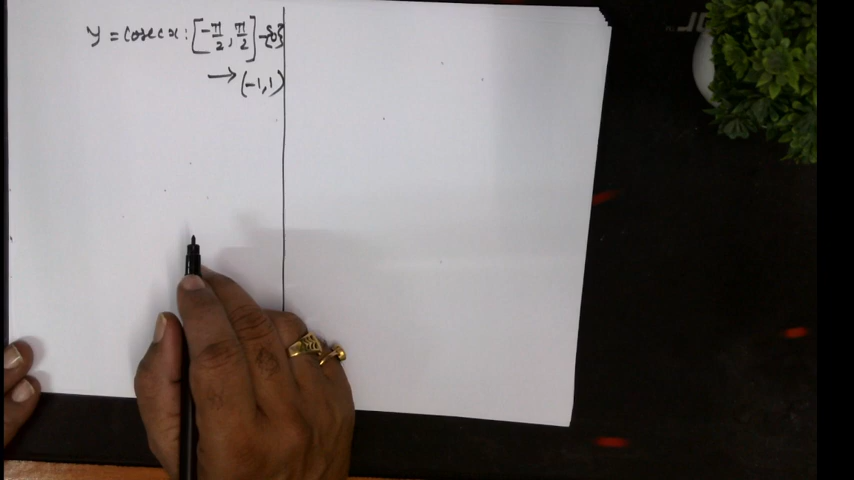 y = cosec x : [-π/2, π/2] - {0}
→ (-1, 1)